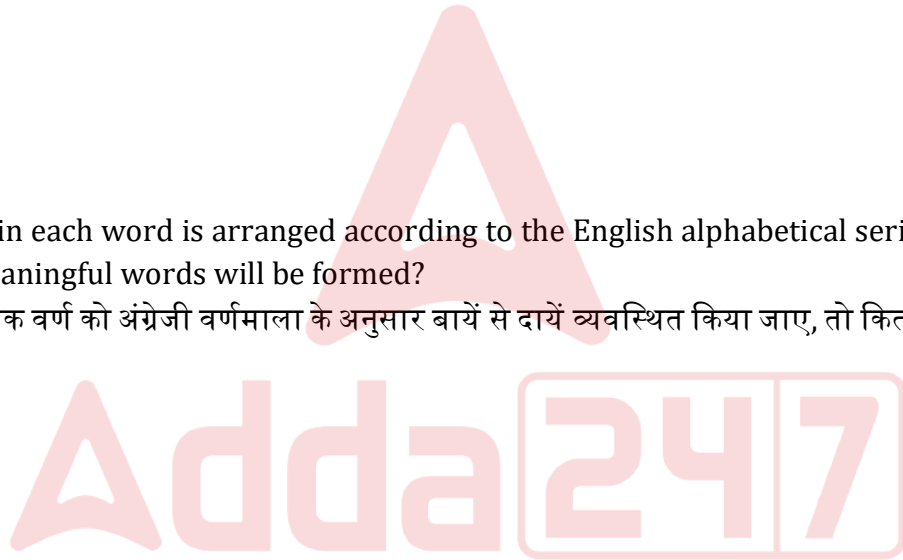 in each word is arranged according to the English alphabetical seri
aningful words will be formed?
क वर्ण को अंग्रेजी वर्णमाला के अनुसार बायें से दायें व्यवस्थित किया जाए, तो कित
Adda247